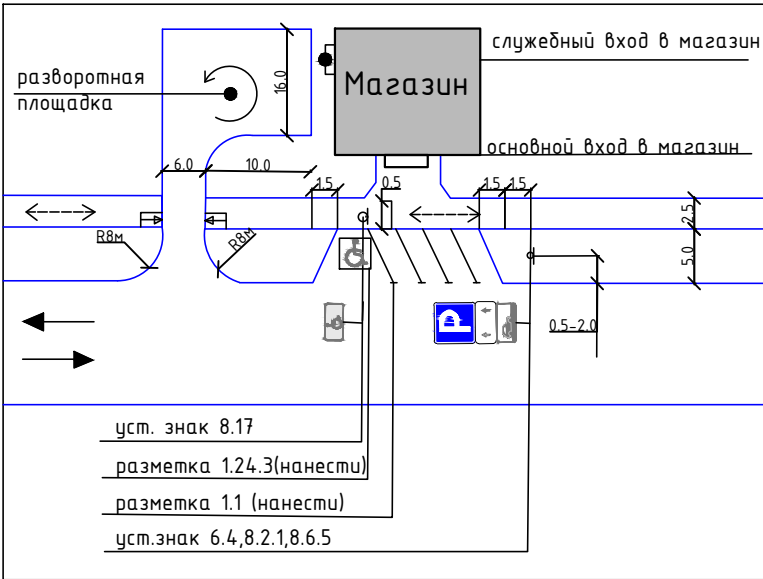 служебный вход в магазин
разворотная
площадка
16.0
Магазин
основной вход в магазин
6.0
10.0
1.5
0.5
1.5
1.5
2.5
R8м
R8м
5.0
P
0.5-2.0
уст. знак 8.17
разметка 1.24.3(нанести)
разметка 1.1 (нанести)
уст.знак 6.4,8.2.1,8.6.5